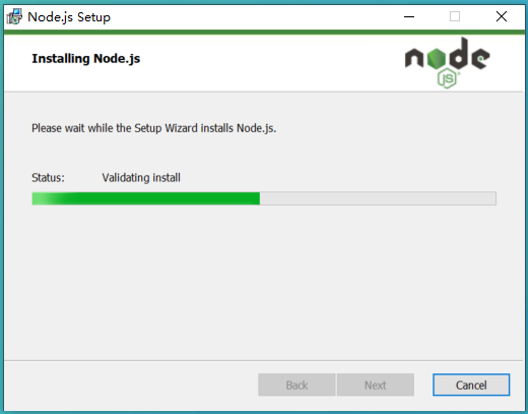 Node.js Setup
Installing Node.js
node
JS
Please wait while the Setup Wizard installs Node.js.
Status: Validating install
Back Next Cancel